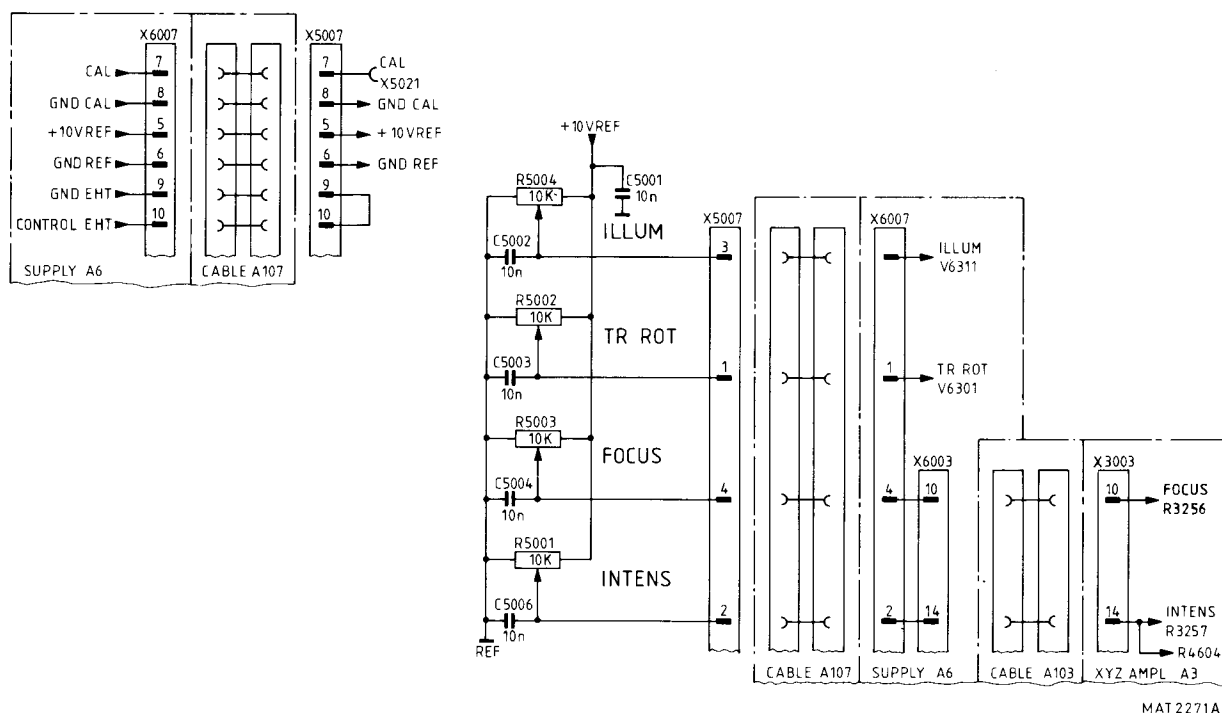 X6007
X5007
CAL
7
7
CAL
X5021
GND CAL
8
8
GND CAL
+10VREF
5
5
+10VREF
GND REF
6
6
GND REF
GND EHT
9
9
CONTROL EHT
10
10
SUPPLY A6
CABLE A107
+10VREF
R5004
10K
C5001
10n
ILLUM
C5002
10n
X5007
X6007
3
ILLUM
V6311
R5002
10K
TR ROT
C5003
10n
1
1
TR ROT
V6301
R5003
10K
FOCUS
C5004
10n
X6003
X3003
4
4
10
10
FOCUS
R3256
R5001
10K
INTENS
C5006
10n
2
2
14
14
INTENS
R3257
R4604
REF
CABLE A107
SUPPLY A6
CABLE A103
XYZ AMPL A3
MAT2271A